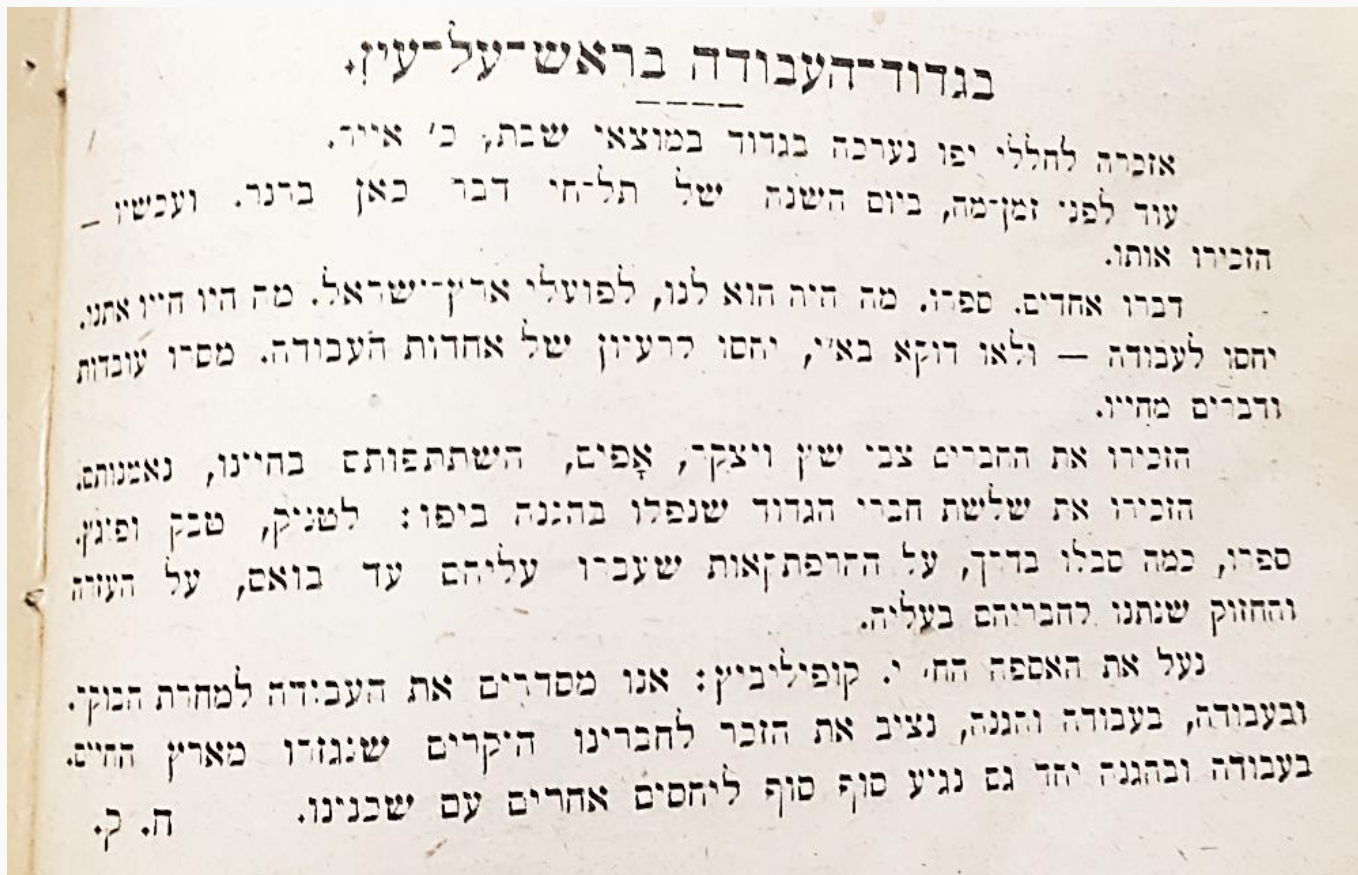 בגדוד־העבודה בראש־על־עין.
אזכרה לחללי יפו נערכה בגדוד במוצאי שבת, כ׳ אייר.
עוד לפני זמן־מה, ביום השנה של תל־חי דבר כאן ברנר. ועכשיו –
הזכירו אותו.
דברו אחדים. ספרו. מה היה הוא לנו, לפועלי ארץ־ישראל. מה היו חייו אתנו.
יחסו לעבודה — ולאו דוקא בא״י, יחסו לרעיון של אחדות העבודה. מסרו עובדות
ודברים מחייו.
הזכירו את החברים צבי שץ ויצקר, אָפים, השתתפותם בחיינו, נאמנותם.
הזכירו את שלשת חברי הגדוד שנפלו בהגנה ביפו: לטניק, טבק ופינץ.
ספרו, כמה סבלו בדרך, על ההרפתקאות שעברו עליהם עד בואם, על העזרה
והחזוק שנתנו לחבריהם בעליה.
נעל את האספה הח׳ י. קופיליביץ: אנו מסדרים את העבודה למחרת הבוקר.
ובעבודה, בעבודה והגנה, נציב את הזכר לחברינו היקרים שנגזרו מארץ החיים.
בעבודה ובהגנה יחד גם נגיע סוף סוף ליחסים אחרים עם שכנינו. ח. ק.